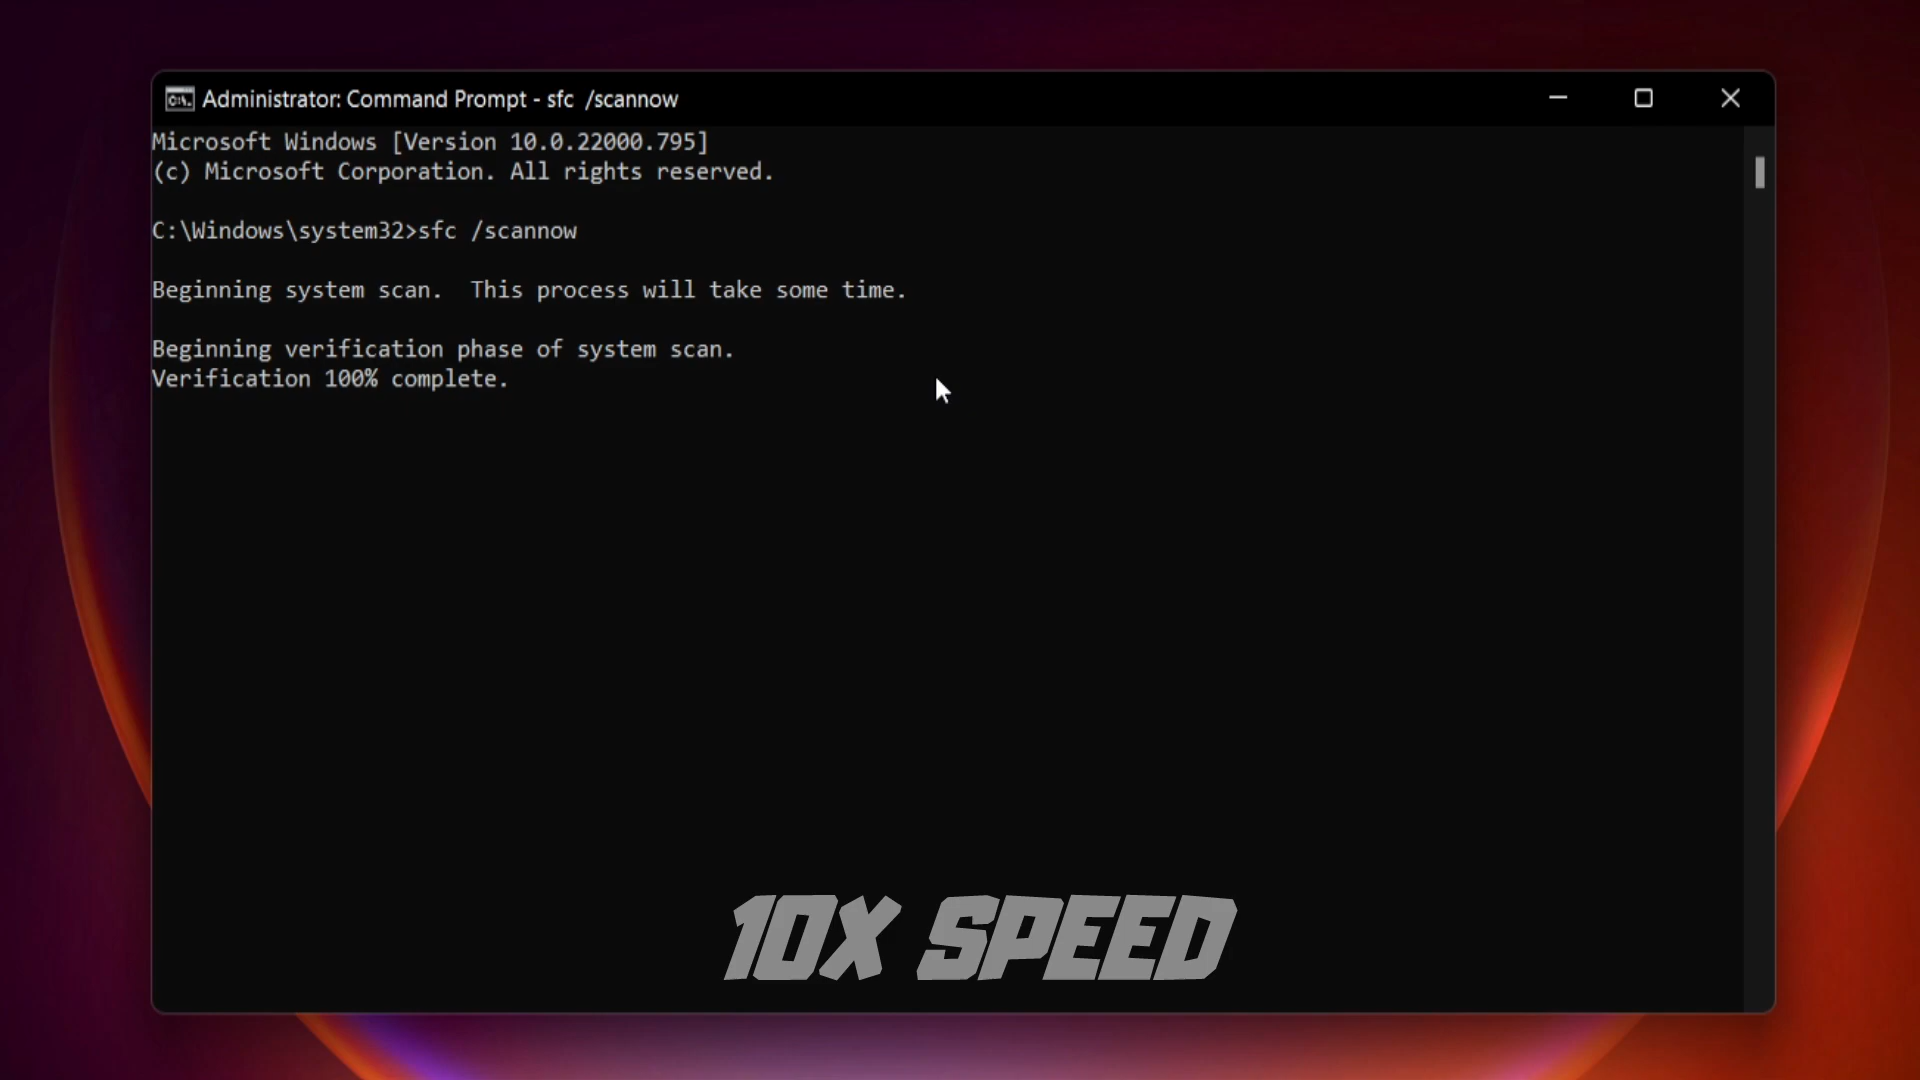 Administrator: Command Prompt - sfc  /scannow
Microsoft Windows [Version 10.0.22000.795]
(c) Microsoft Corporation. All rights reserved.
C:\Windows\system32>sfc /scannow
Beginning system scan.  This process will take some time.
Beginning verification phase of system scan.
Verification 100% complete.
10X SPEED